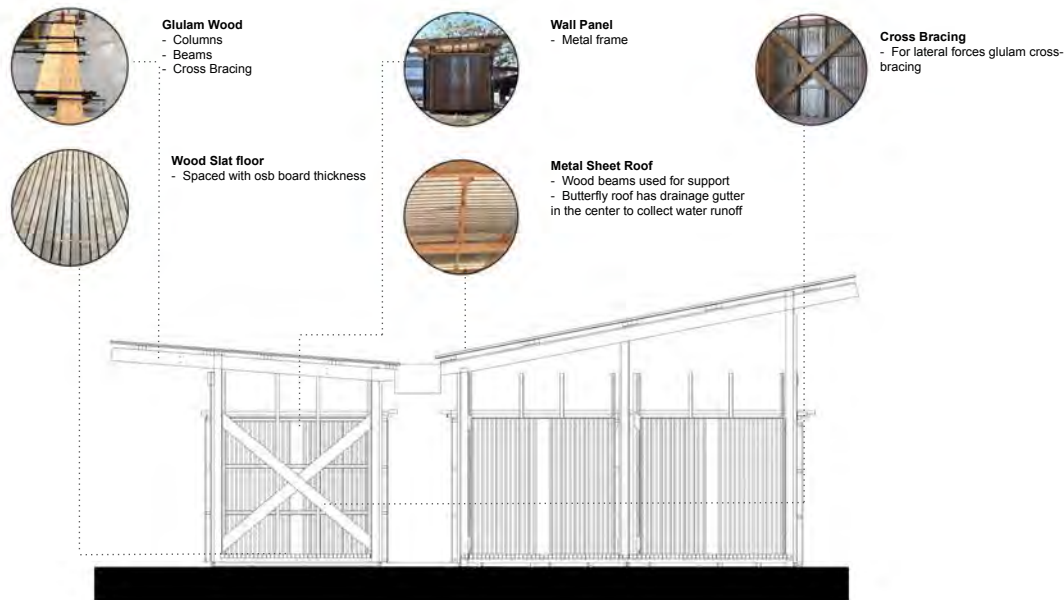 Glulam Wood
- Columns
- Beams
- Cross Bracing
Wood Slat floor
- Spaced with osb board thickness
Wall Panel
- Metal frame
Metal Sheet Roof
- Wood beams used for support
- Butterfly roof has drainage gutter
in the center to collect water runoff
Cross Bracing
- For lateral forces glulam cross-
bracing